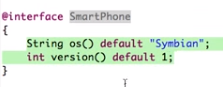 @interface SmartPhone
{
String os() default "Symbian";
int version() default 1;
}